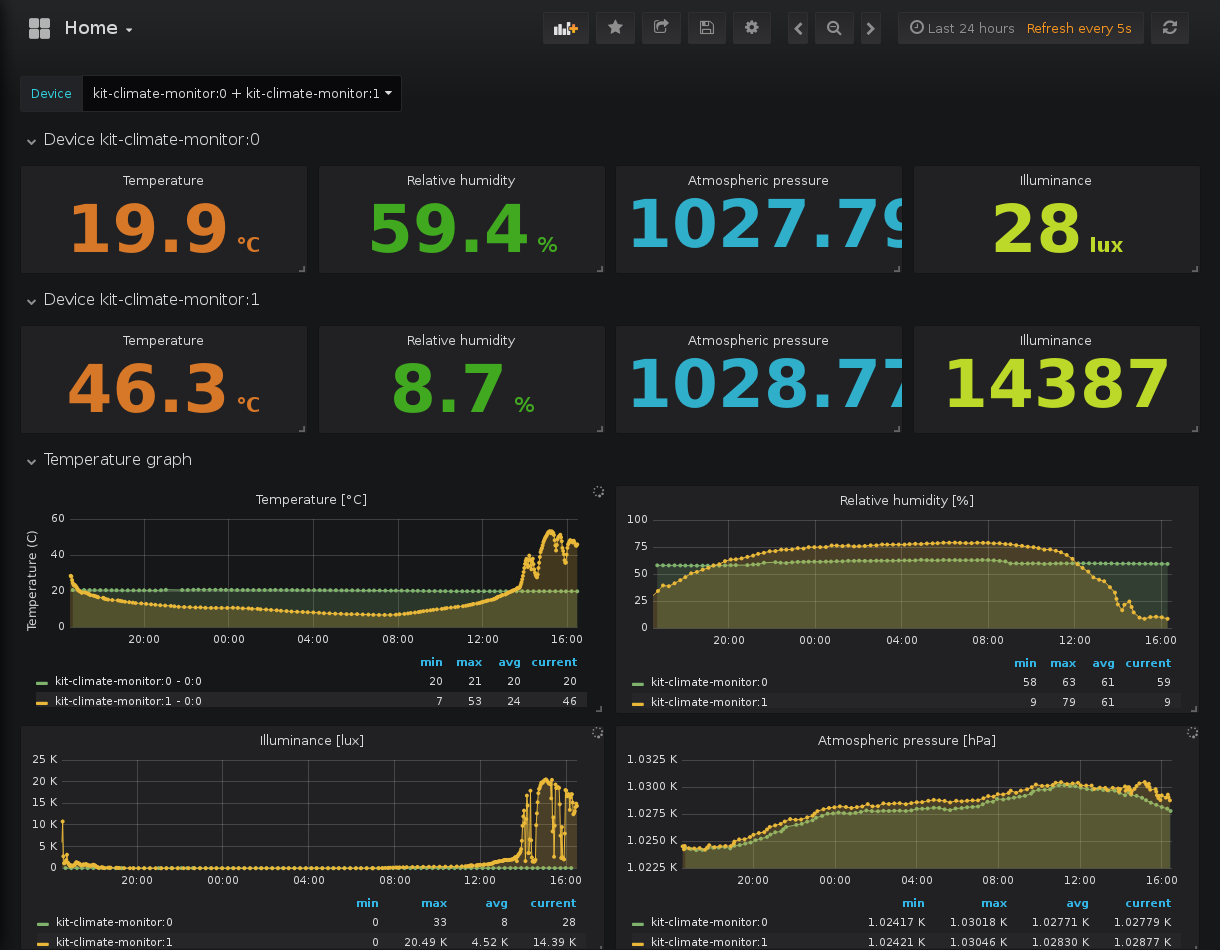 Home
Last 24 hours Refresh every 5s
Device kit-climate-monitor:0 + kit-climate-monitor:1
Device kit-climate-monitor:0
Temperature Relative humidity Atmospheric pressure Illuminance
19.9 °C 59.4 % 1027.79 28 lux
Device kit-climate-monitor:1
Temperature Relative humidity Atmospheric pressure Illuminance
46.3 °C 8.7 % 1028.77 14387
Temperature graph
Temperature [°C]
Temperature (C)
60
40
20
0
20:00 00:00 04:00 08:00 12:00 16:00
min max avg current
kit-climate-monitor:0 - 0:0 20 21 20 20
kit-climate-monitor:1 - 0:0 7 53 24 46
Relative humidity [%]
100
75
50
25
0
20:00 00:00 04:00 08:00 12:00 16:00
min max avg current
kit-climate-monitor:0 58 63 61 59
kit-climate-monitor:1 9 79 61 9
Illuminance [lux]
25 K
20 K
15 K
10 K
5 K
0
20:00 00:00 04:00 08:00 12:00 16:00
min max avg current
kit-climate-monitor:0 0 33 8 28
kit-climate-monitor:1 0 20.49 K 4.52 K 14.39 K
Atmospheric pressure [hPa]
1.0325 K
1.0300 K
1.0275 K
1.0250 K
1.0225 K
20:00 00:00 04:00 08:00 12:00 16:00
min max avg current
kit-climate-monitor:0 1.02417 K 1.03018 K 1.02771 K 1.02779 K
kit-climate-monitor:1 1.02421 K 1.03046 K 1.02830 K 1.02877 K